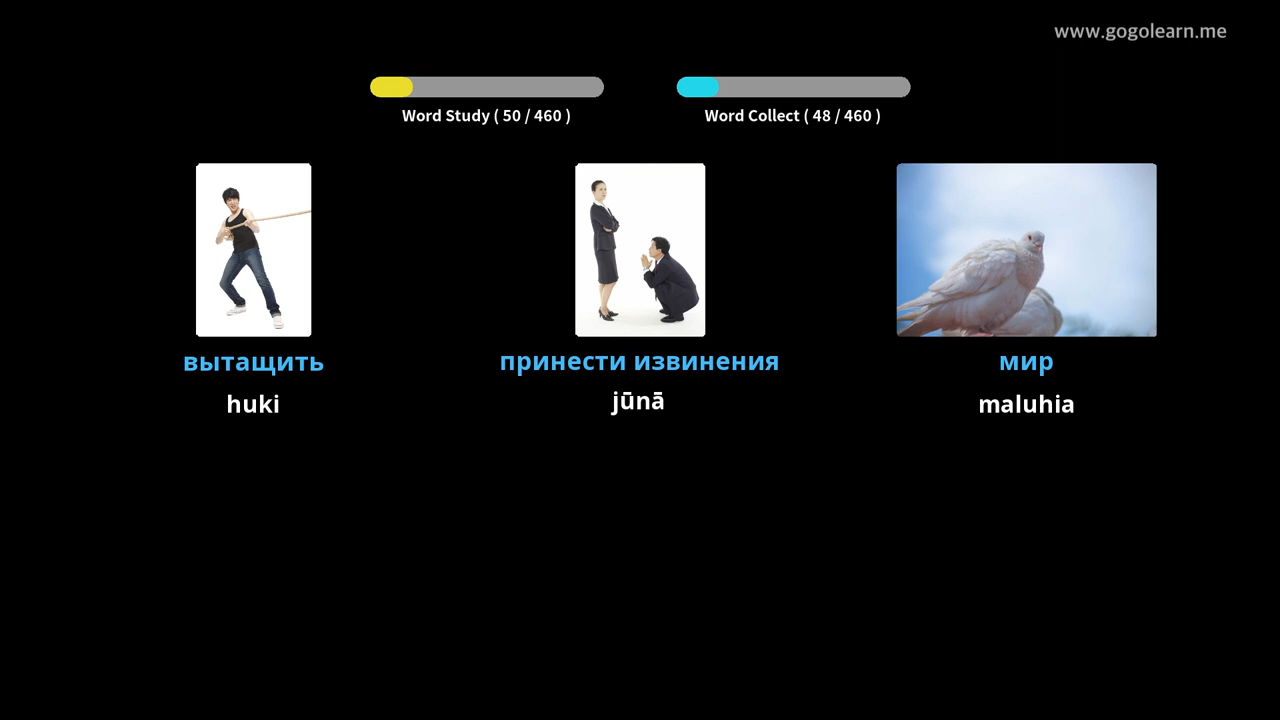 www.gogolearn.me
Word Study ( 50 / 460 )
Word Collect ( 48 / 460 )
вытащить
принести извинения
мир
huki
jūnā
maluhia